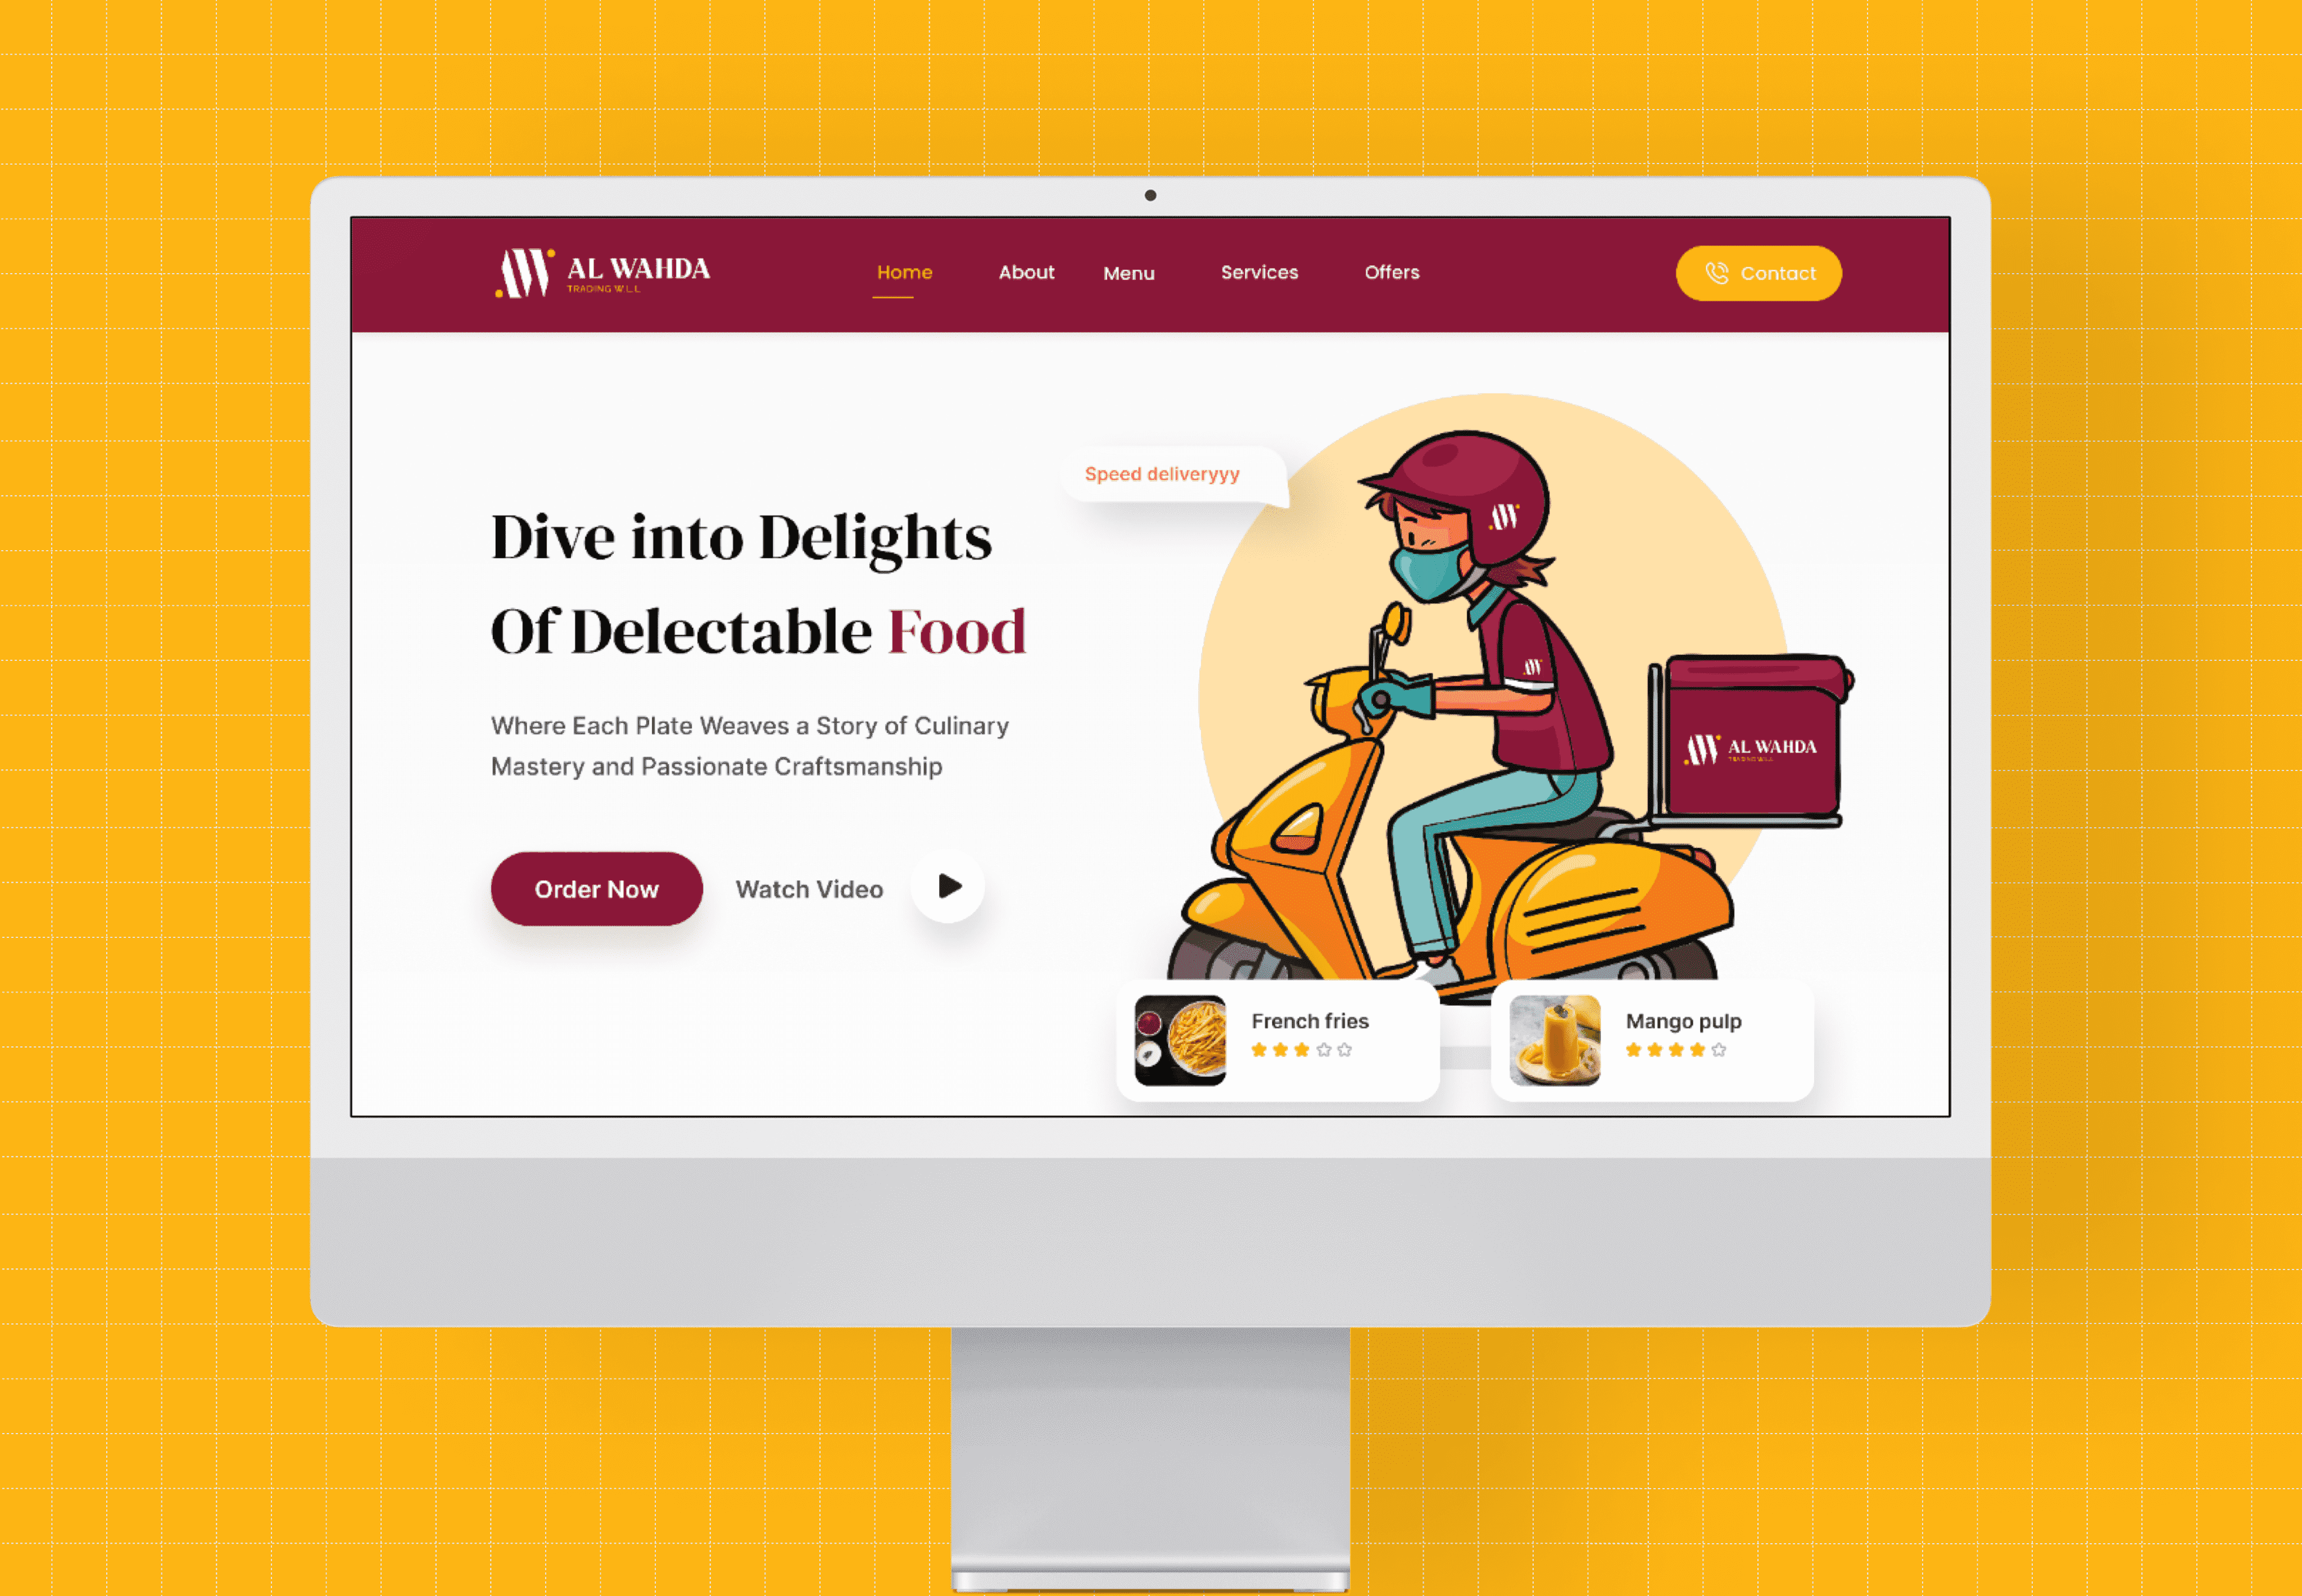 AL WAHDA
TRADING W.L.L
Home
About
Menu
Services
Offers
Contact
Speed deliveryyy
Dive into Delights
Of Delectable Food
Where Each Plate Weaves a Story of Culinary
Mastery and Passionate Craftsmanship
Order Now
Watch Video
AL WAHDA
TRADING W.L.L
French fries
Mango pulp